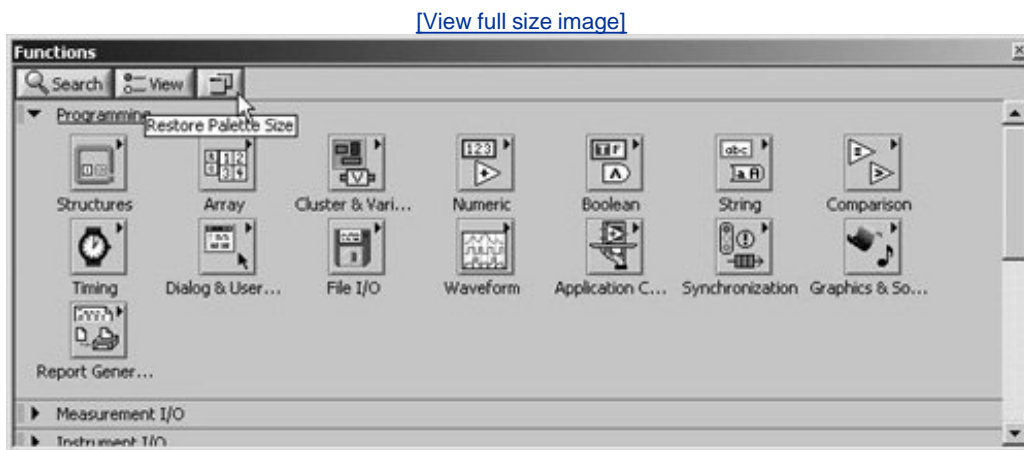 [View full size image]
Functions
Search View
Programming
Restore Palette Size
Structures Array Cluster & Vari... Numeric Boolean String Comparison
Timing Dialog & User... File I/O Waveform Application C... Synchronization Graphics & So...
Report Gener...
Measurement I/O
Instrument I/O